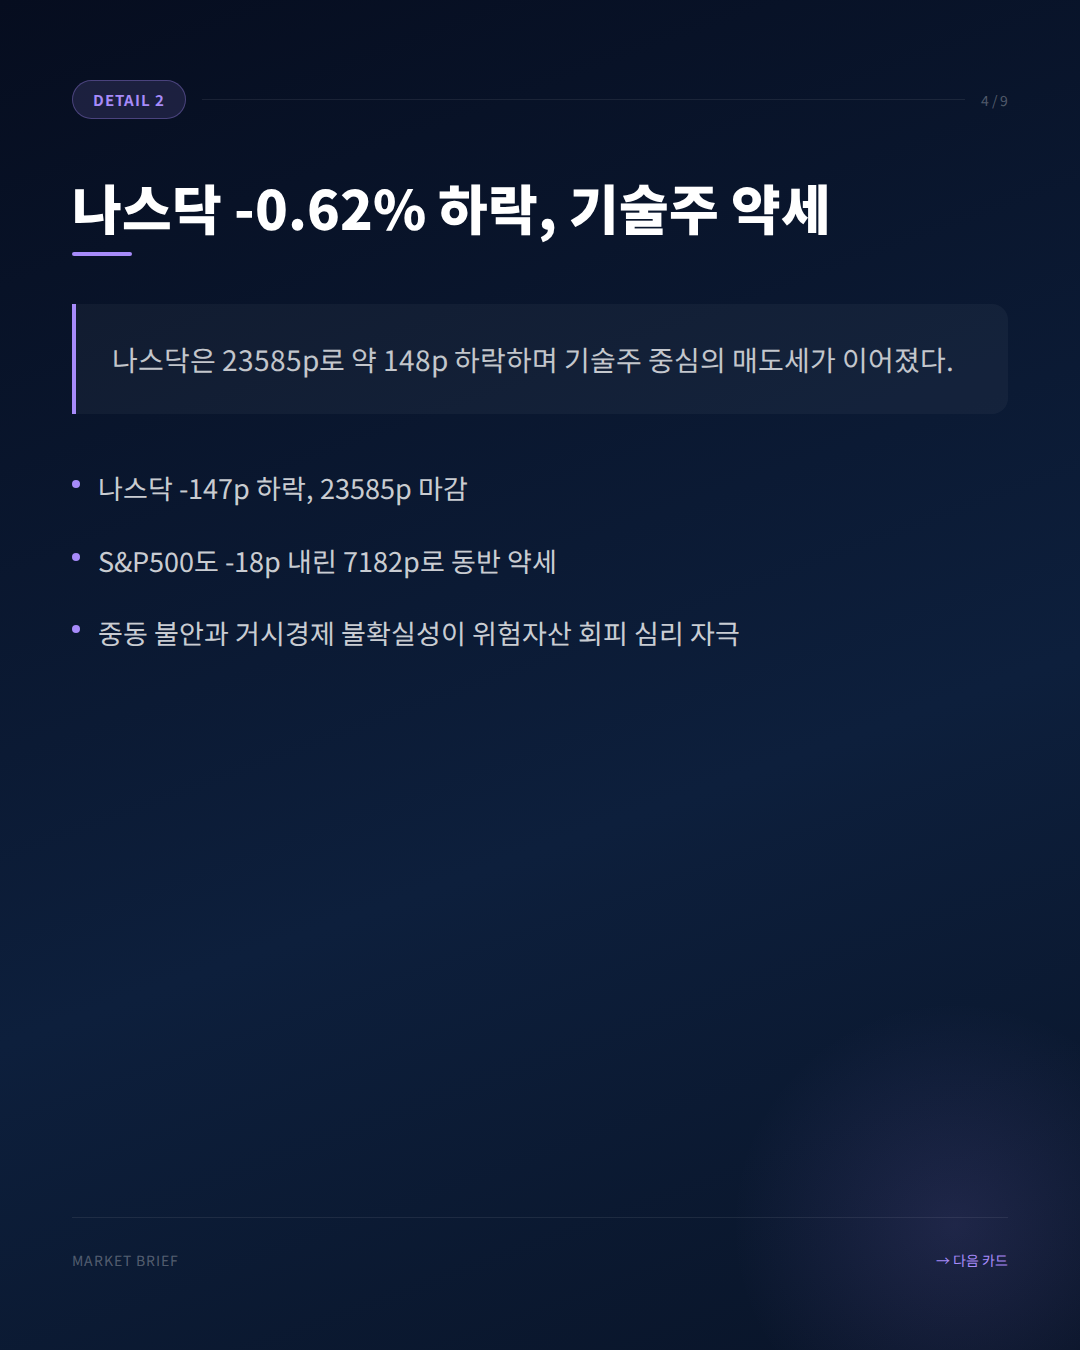 DETAIL 2
4 / 9
나스닥 -0.62% 하락, 기술주 약세
나스닥은 23585p로 약 148p 하락하며 기술주 중심의 매도세가 이어졌다.
나스닥 -147p 하락, 23585p 마감
S&P500도 -18p 내린 7182p로 동반 약세
중동 불안과 거시경제 불확실성이 위험자산 회피 심리 자극
MARKET BRIEF
→ 다음 카드